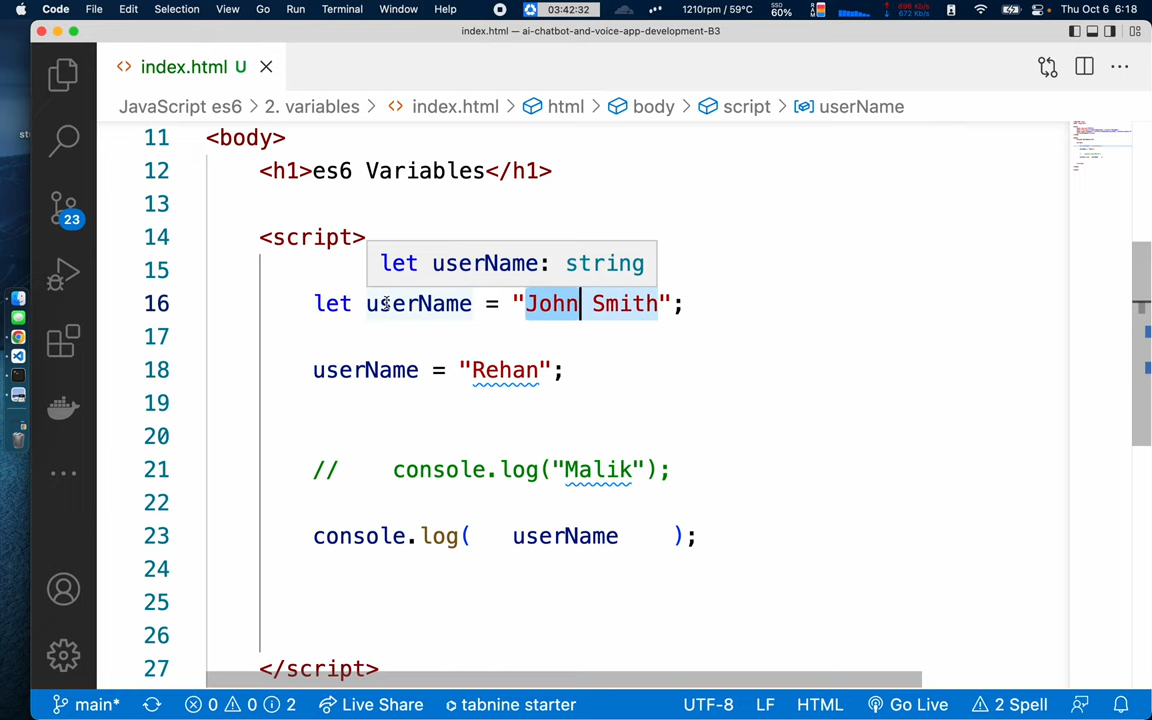 Code File Edit Selection View Go Run Terminal Window Help 03:42:32 1210rpm / 59°C SSO 60% 896 KB/s 672 KB/s Thu Oct 6 6:18
index.html — ai-chatbot-and-voice-app-development-B3
<> index.html U
JavaScript es6 > 2. variables > <> index.html > html > body > script > userName
11 <body>
12 <h1>es6 Variables</h1>
13
14 <script>
let userName: string
15
16 let userName = "John Smith";
17
18 userName = "Rehan";
19
20
21 // console.log("Malik");
22
23 console.log( userName );
24
25
26
27 </script>
23
main* 0 0 2 Live Share tabnine starter UTF-8 LF HTML Go Live 2 Spell